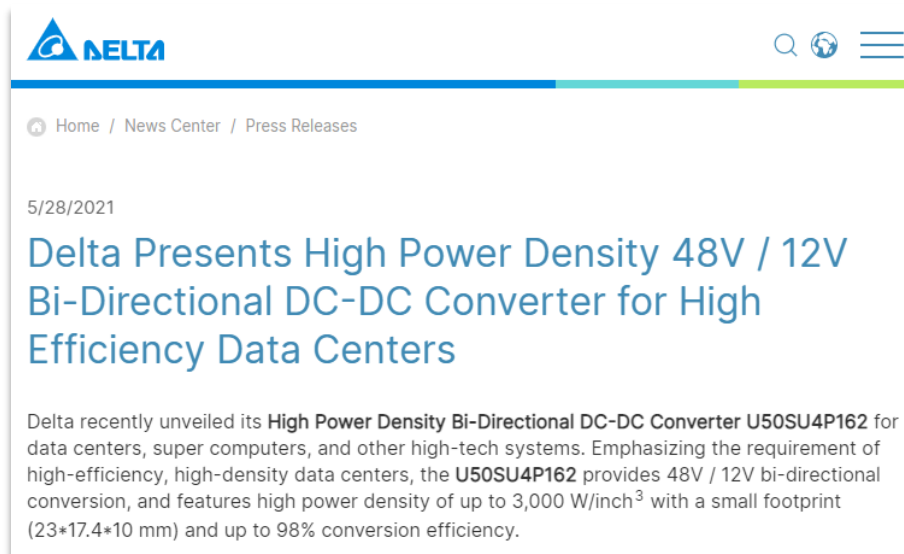 DELTA
Home / News Center / Press Releases
5/28/2021
Delta Presents High Power Density 48V / 12V
Bi-Directional DC-DC Converter for High
Efficiency Data Centers
Delta recently unveiled its High Power Density Bi-Directional DC-DC Converter U50SU4P162 for
data centers, super computers, and other high-tech systems. Emphasizing the requirement of
high-efficiency, high-density data centers, the U50SU4P162 provides 48V / 12V bi-directional
conversion, and features high power density of up to 3,000 W/inch³ with a small footprint
(23*17.4*10 mm) and up to 98% conversion efficiency.